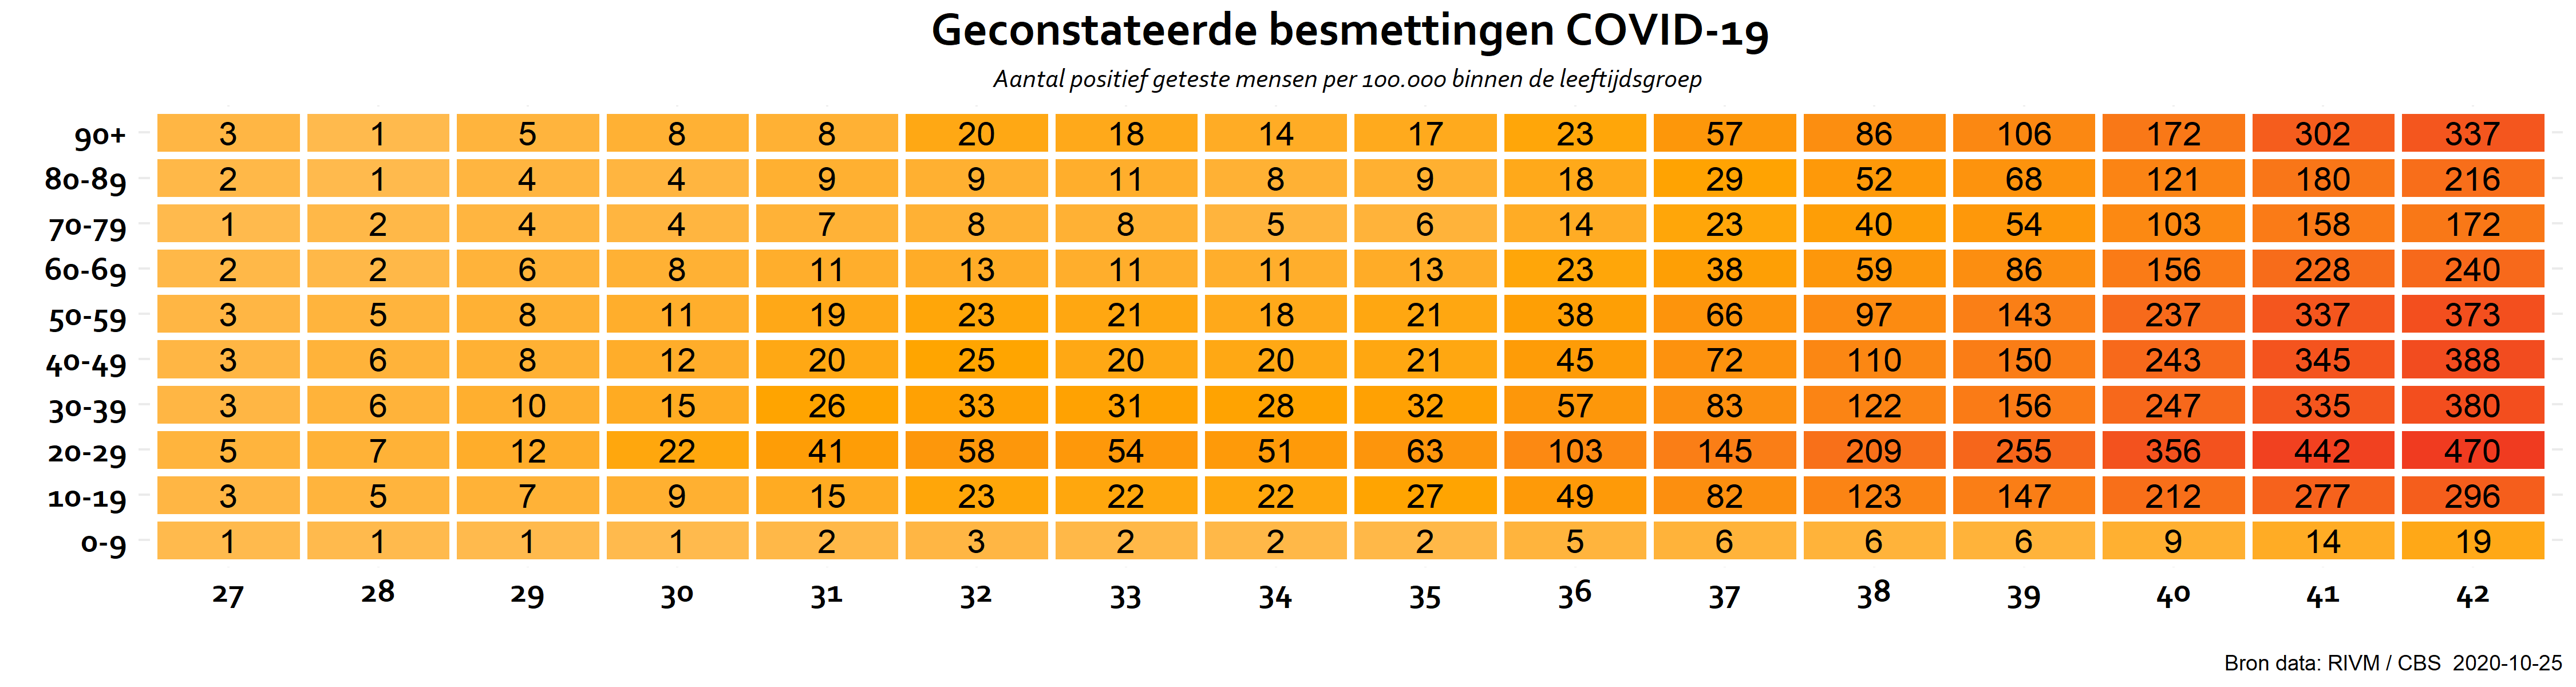 Geconstateerde besmettingen COVID-19
Aantal positief geteste mensen per 100.000 binnen de leeftijdsgroep
90+ 3 1 5 8 8 20 18 14 17 23 57 86 106 172 302 337
80-89 2 1 4 4 9 9 11 8 9 18 29 52 68 121 180 216
70-79 1 2 4 4 7 8 8 5 6 14 23 40 54 103 158 172
60-69 2 2 6 8 11 13 11 11 13 23 38 59 86 156 228 240
50-59 3 5 8 11 19 23 21 18 21 38 66 97 143 237 337 373
40-49 3 6 8 12 20 25 20 20 21 45 72 110 150 243 345 388
30-39 3 6 10 15 26 33 31 28 32 57 83 122 156 247 335 380
20-29 5 7 12 22 41 58 54 51 63 103 145 209 255 356 442 470
10-19 3 5 7 9 15 23 22 22 27 49 82 123 147 212 277 296
0-9 1 1 1 1 2 3 2 2 2 5 6 6 6 9 14 19
27 28 29 30 31 32 33 34 35 36 37 38 39 40 41 42
Bron data: RIVM / CBS 2020-10-25